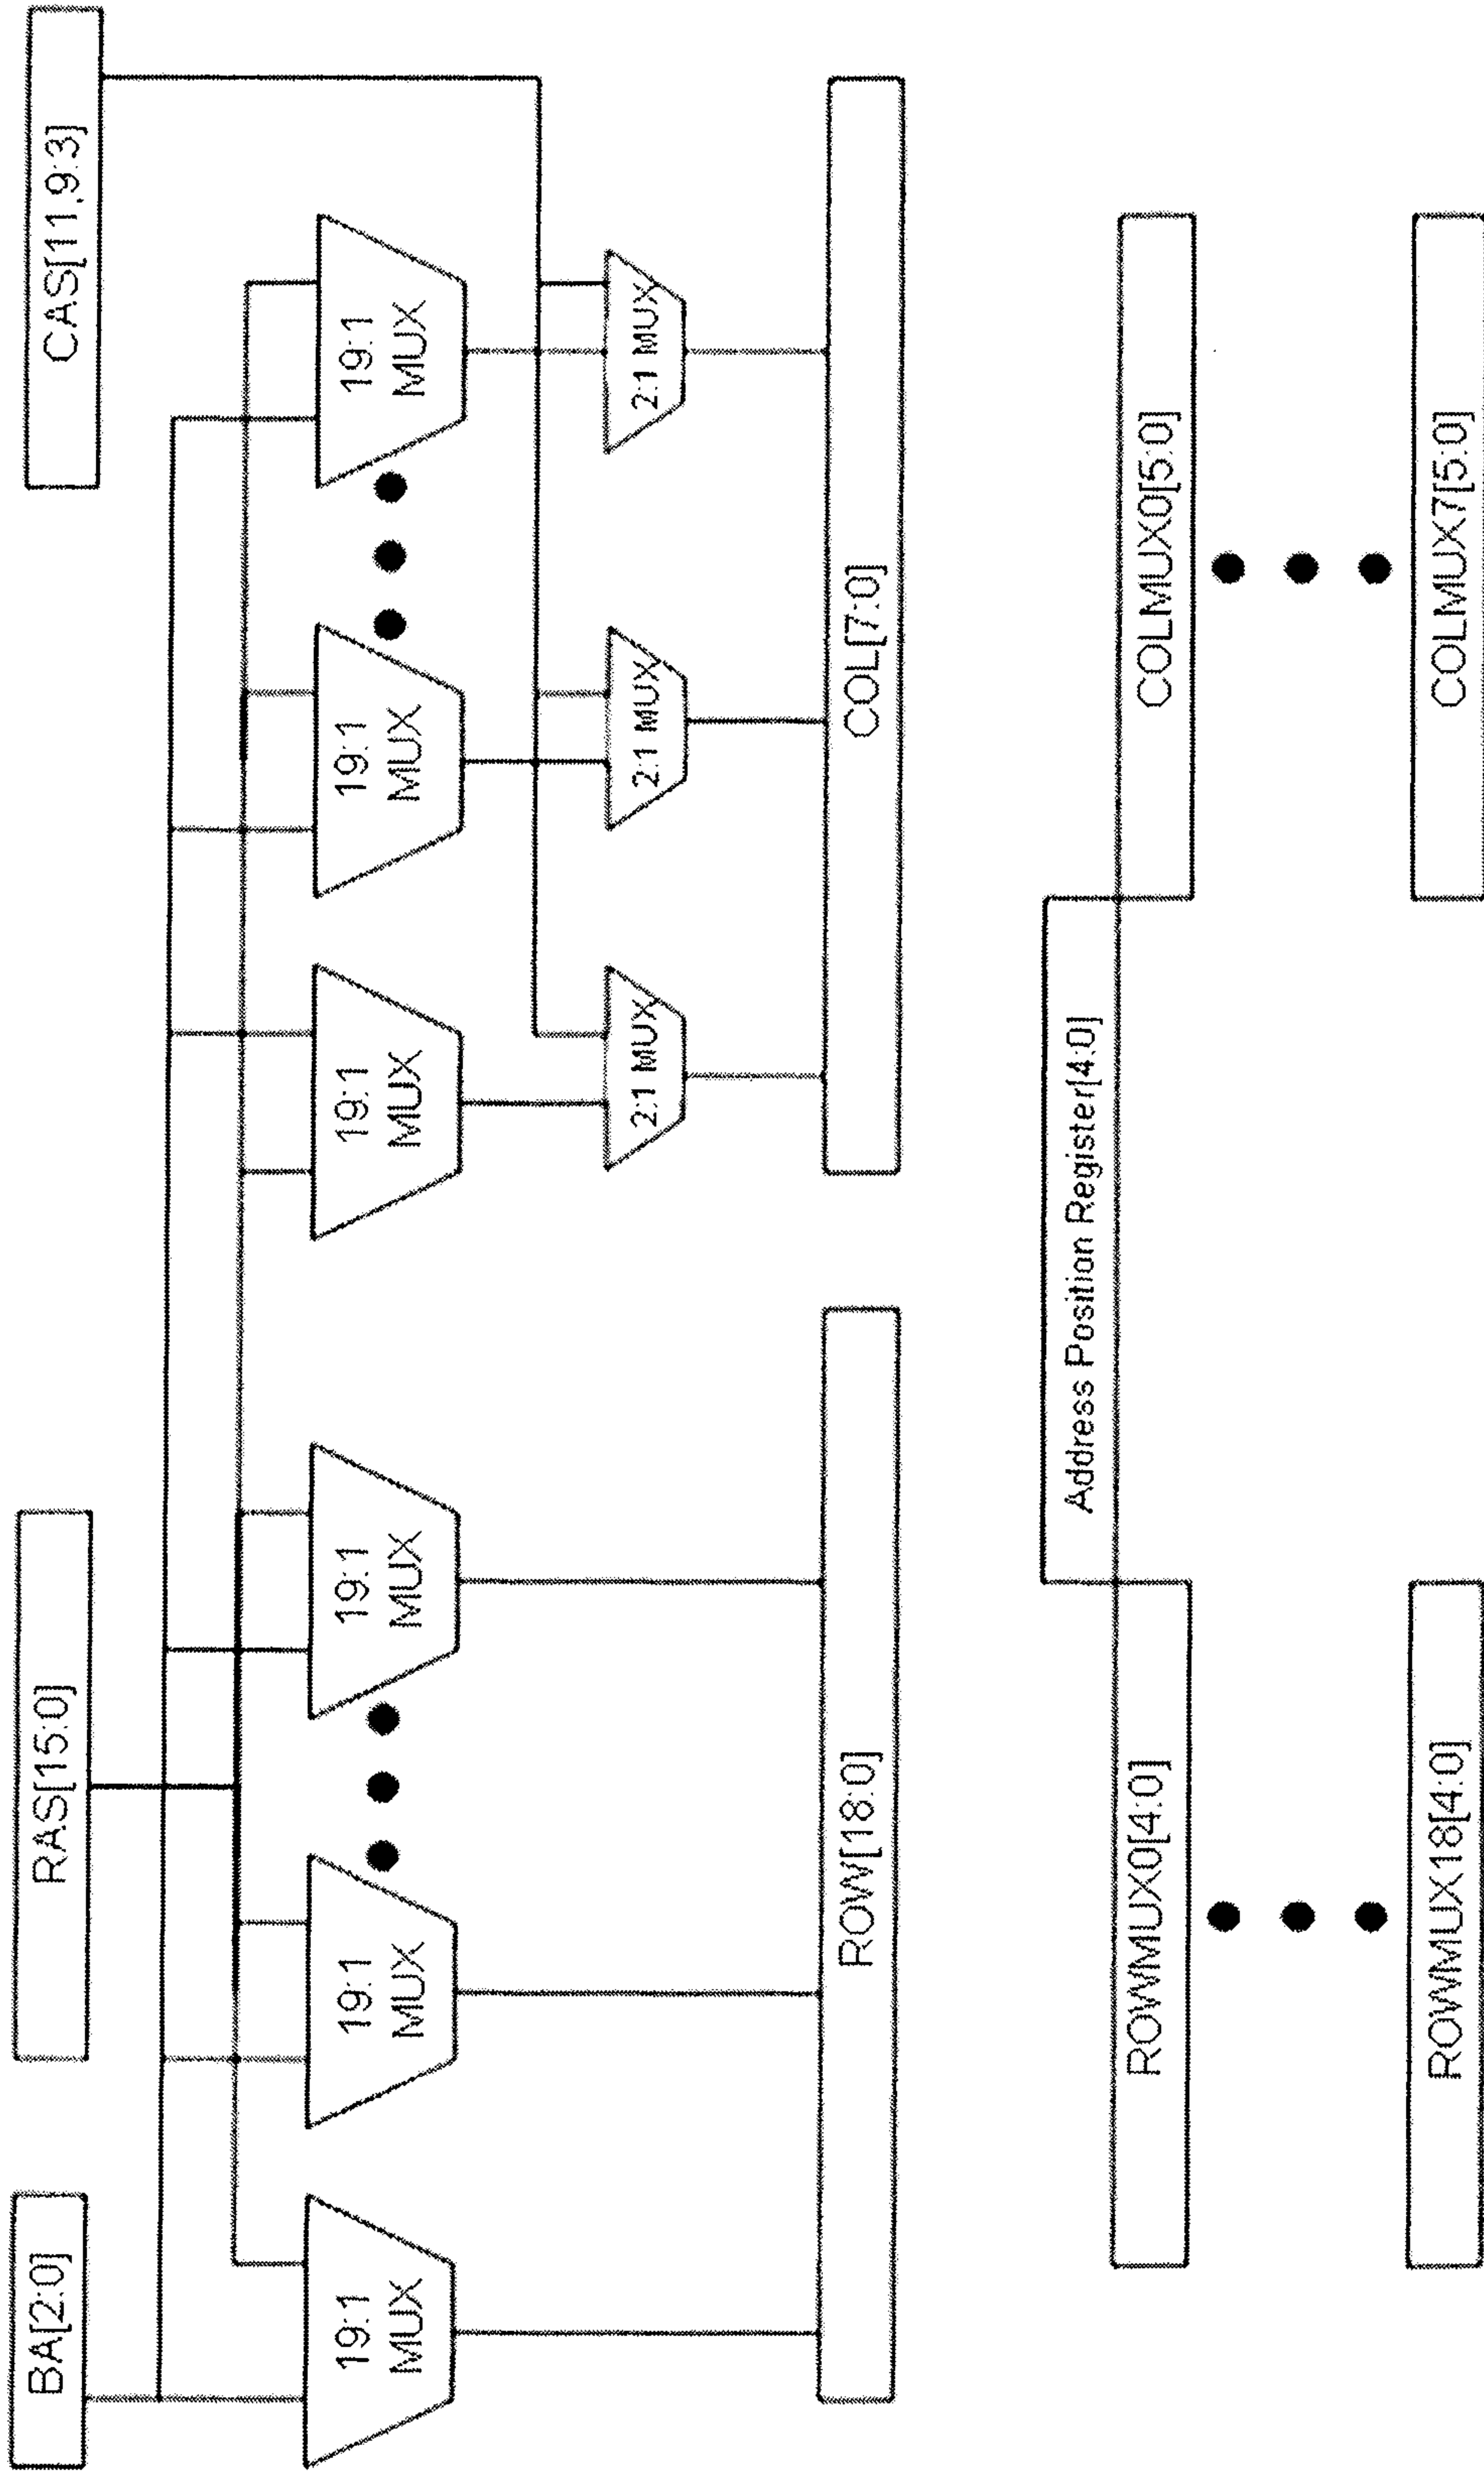 BA[2:0]
RAS[15:0]
CAS[11,9:3]
19:1
MUX
19:1
MUX
19:1
MUX
19:1
MUX
19:1
MUX
19:1
MUX
2:1 MUX
2:1 MUX
2:1 MUX
ROW[18:0]
COL[7:0]
Address Position Register[4:0]
ROWMUX0[4:0]
COLMUX0[5:0]
ROWMUX18[4:0]
COLMUX7[5:0]